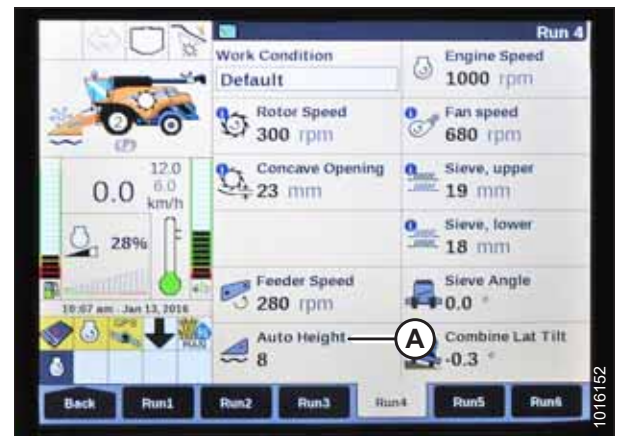 Run 4
Work Condition
Default
Engine Speed
1000 rpm
Rotor Speed
300 rpm
Fan speed
680 rpm
Concave Opening
23 mm
Sieve, upper
19 mm
Sieve, lower
18 mm
Feeder Speed
280 rpm
Sieve Angle
0.0 °
Auto Height
8
A
Combine Lat Tilt
-0.3 °
2
(P)
0.0
12.0
6.0
km/h
28%
10:07 am Jan 13, 2016
GPS
MAN
Back
Run1
Run2
Run3
Run4
Run5
Run6
1016152